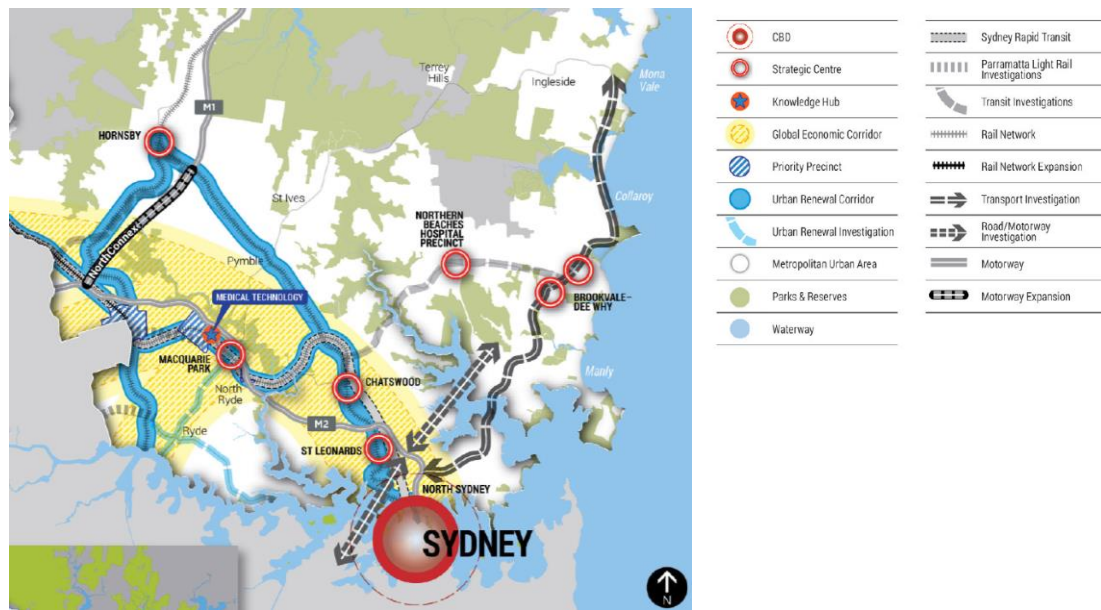 Terrey
Hills
Ingleside
Mona
Vale
M1
HORNSBY
St Ives
Collaroy
NORTHERN
BEACHES
HOSPITAL
PRECINCT
NorthConnex
Pymble
BROOKVALE–
DEE WHY
MEDICAL TECHNOLOGY
MACQUARIE
PARK
Manly
North
Ryde
CHATSWOOD
M2
Ryde
ST LEONARDS
NORTH SYDNEY
SYDNEY
N
CBD
Strategic Centre
Knowledge Hub
Global Economic Corridor
Priority Precinct
Urban Renewal Corridor
Urban Renewal Investigation
Metropolitan Urban Area
Parks & Reserves
Waterway
Sydney Rapid Transit
Parramatta Light Rail
Investigations
Transit Investigations
Rail Network
Rail Network Expansion
Transport Investigation
Road/Motorway
Investigation
Motorway
Motorway Expansion